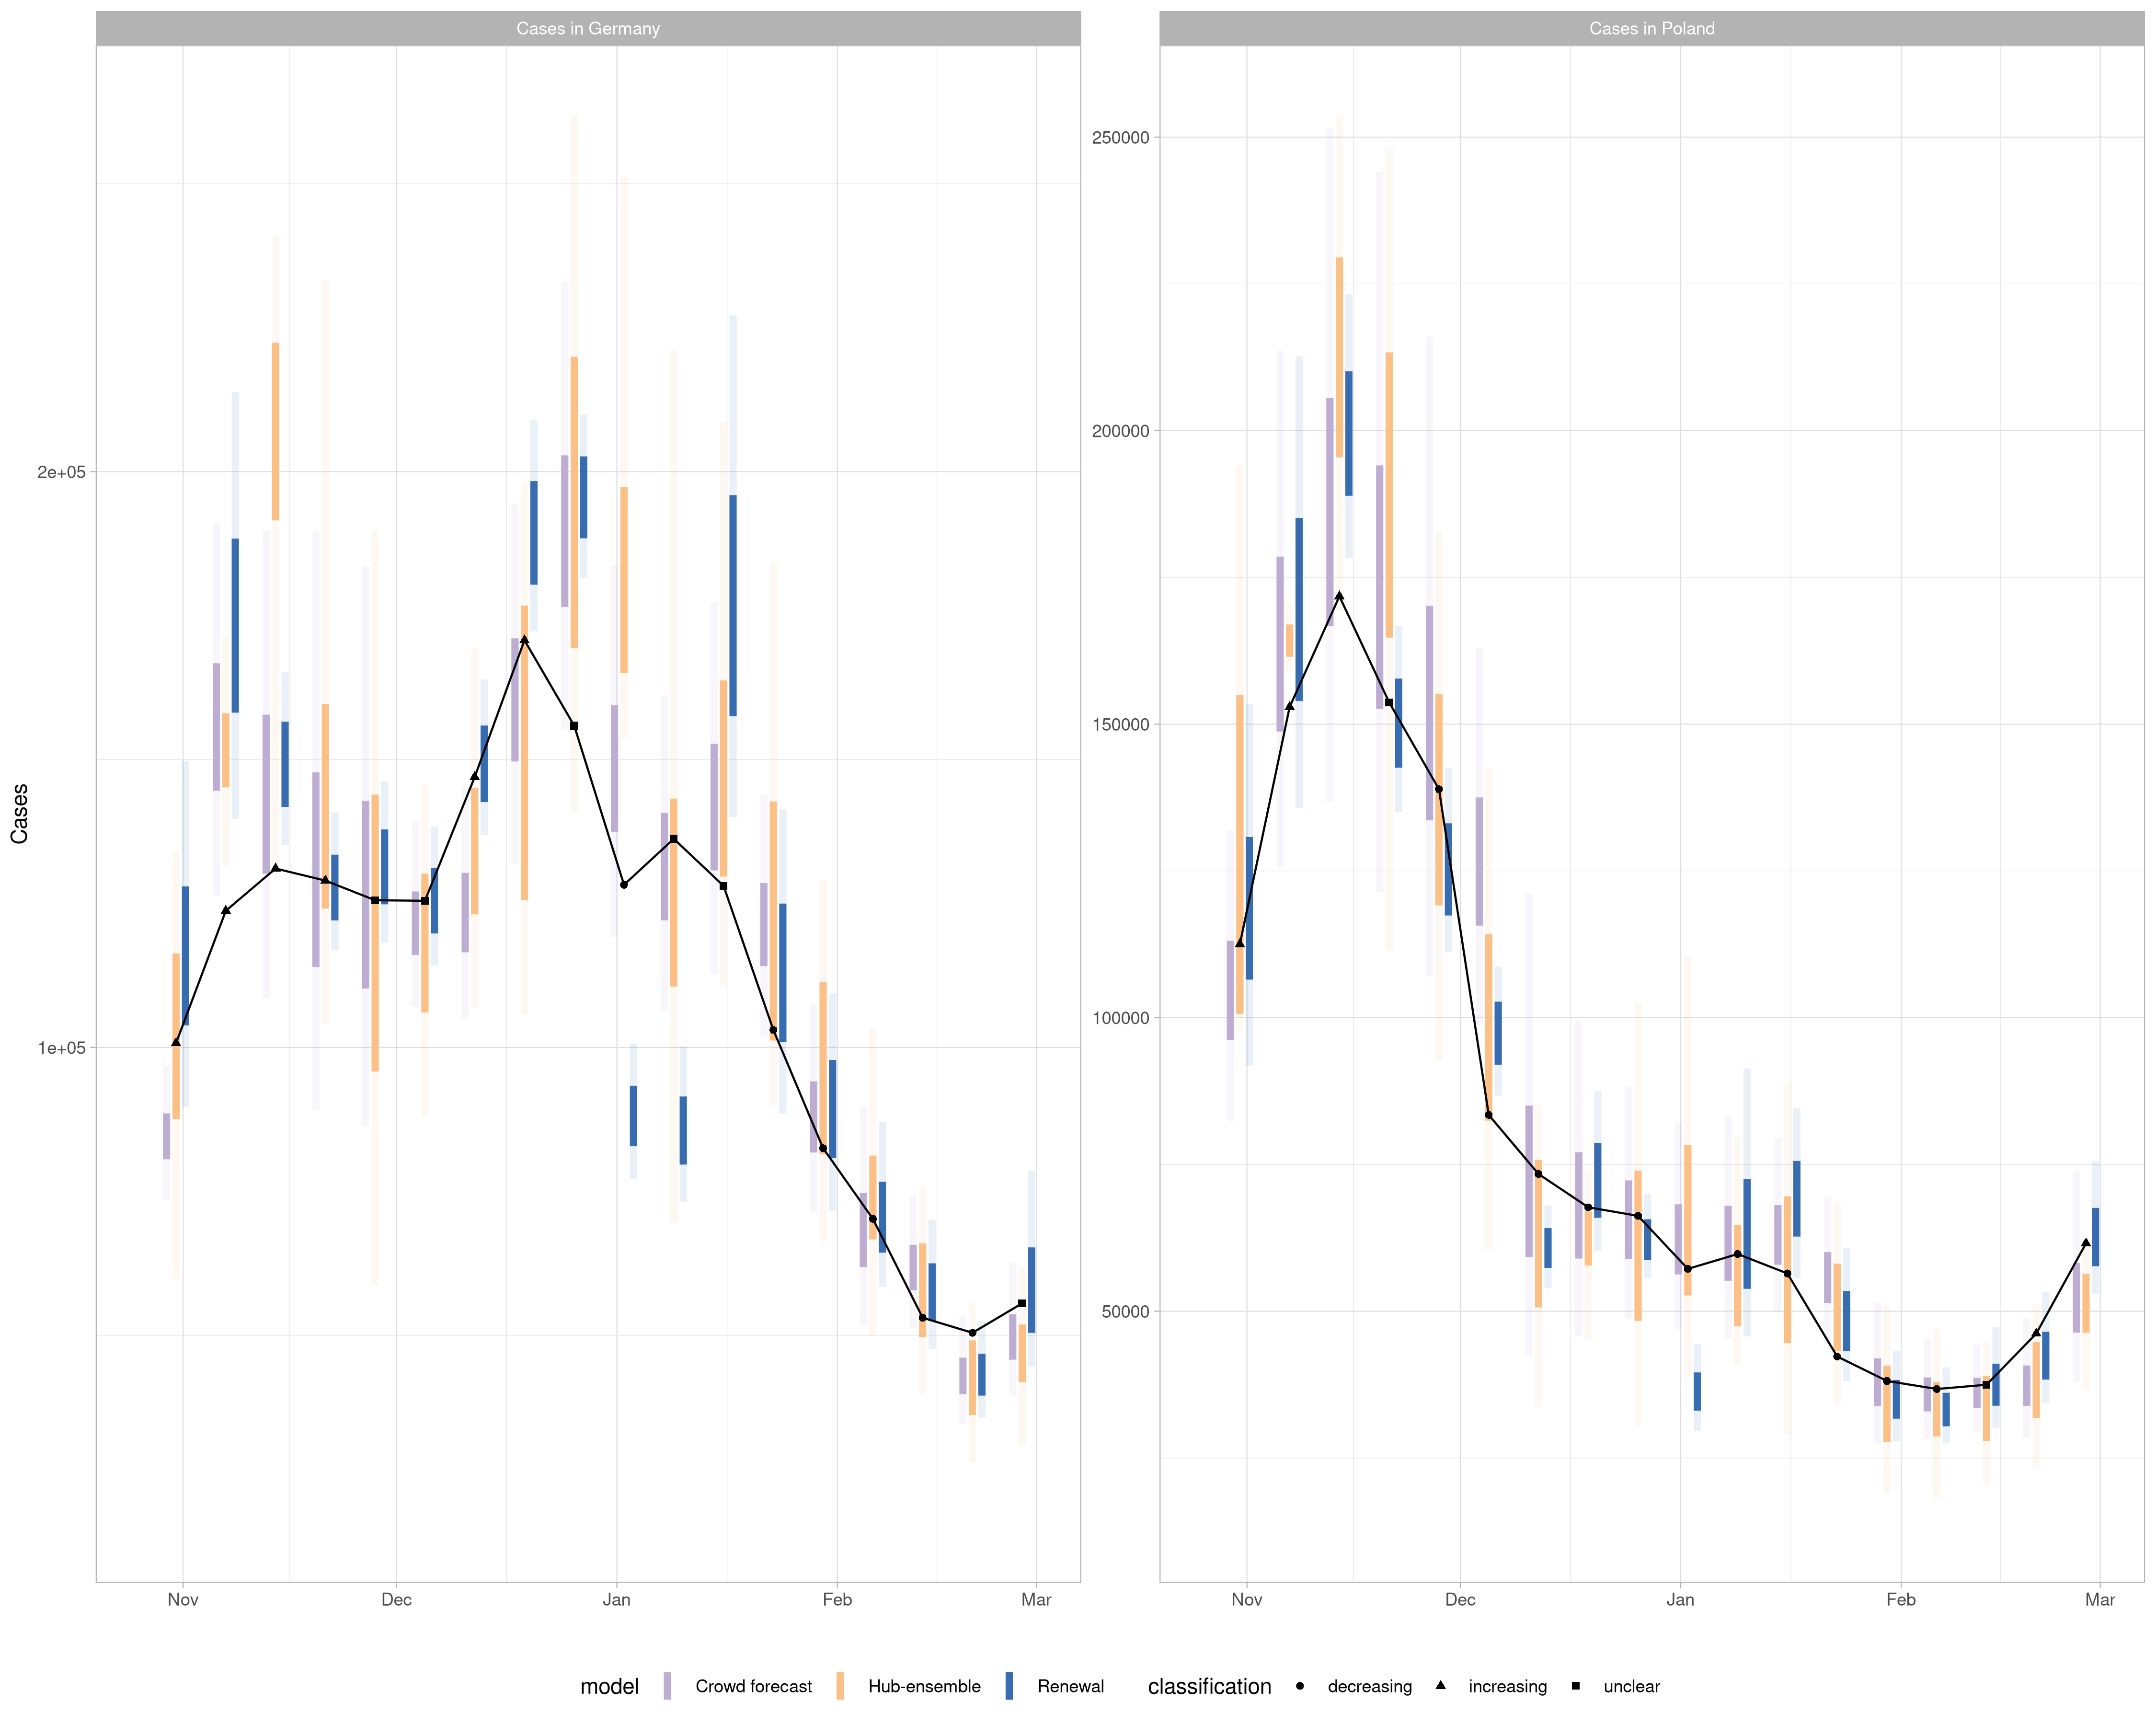 Cases in Germany
Cases in Poland
Cases
2e+05
1e+05
250000
200000
150000
100000
50000
Nov Dec Jan Feb Mar
Nov Dec Jan Feb Mar
model Crowd forecast Hub-ensemble Renewal classification decreasing increasing unclear